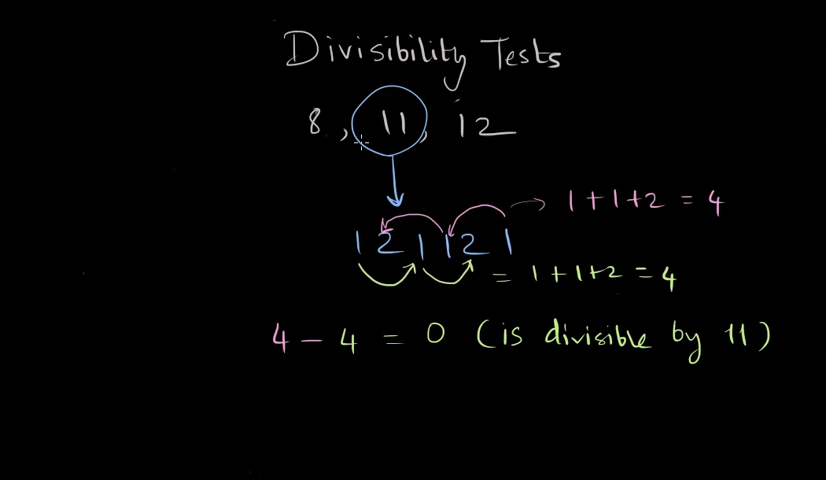 Divisibility Tests
8, 11, 12
1+1+2 = 4
121121
= 1+1+2 = 4
4 - 4 = 0 (is divisible by 11)